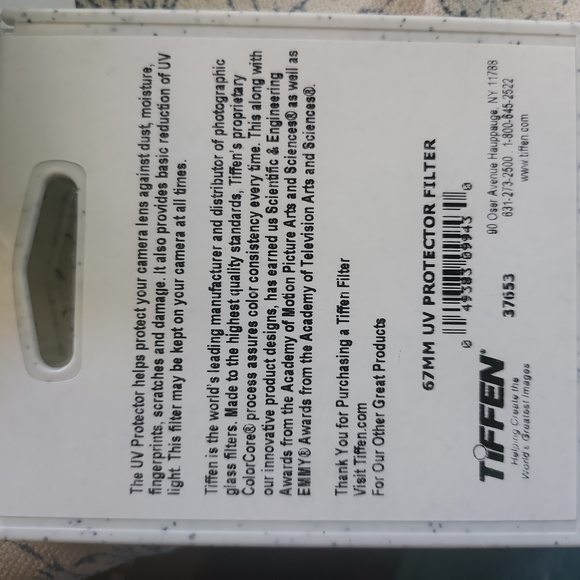 The UV Protector helps protect your camera lens against dust, moisture,
fingerprints, scratches and damage. It also provides basic reduction of UV
light. This filter may be kept on your camera at all times.
Tiffen is the world's leading manufacturer and distributor of photographic
glass filters. Made to the highest quality standards, Tiffen's proprietary
ColorCore® process assures color consistency every time. This along with
our innovative product designs, has earned us Scientific & Engineering
Awards from the Academy of Motion Picture Arts and Sciences® as well as
EMMY® Awards from the Academy of Television Arts and Sciences®.
Thank You for Purchasing a Tiffen Filter
Visit Tiffen.com
For Our Other Great Products
67MM UV PROTECTOR FILTER
0 49383 09943 0
37653
TIFFEN®
Helping Create the
World's Greatest Images
90 Oser Avenue Hauppauge, NY 11788
631-273-2500 1-800-645-2522
www.tiffen.com